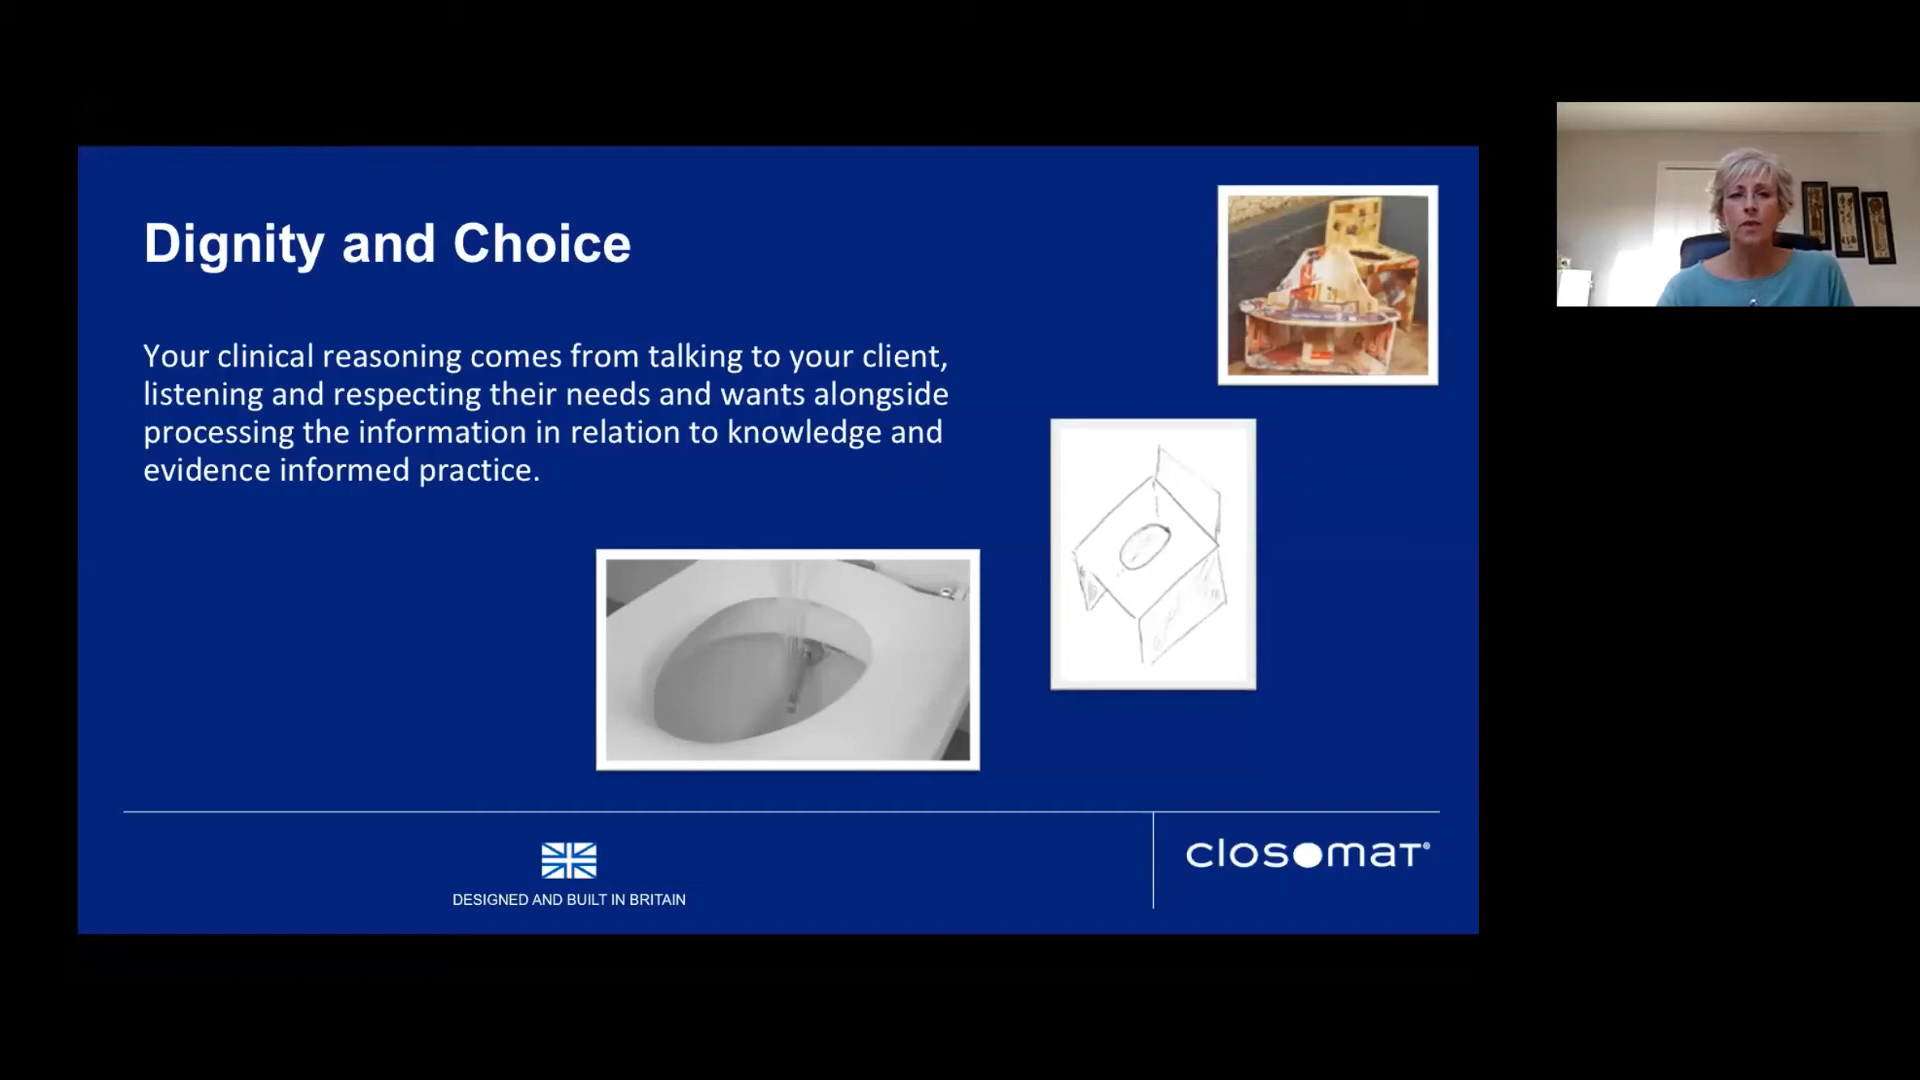 Dignity and Choice
Your clinical reasoning comes from talking to your client,
listening and respecting their needs and wants alongside
processing the information in relation to knowledge and
evidence informed practice.
DESIGNED AND BUILT IN BRITAIN
closomat®